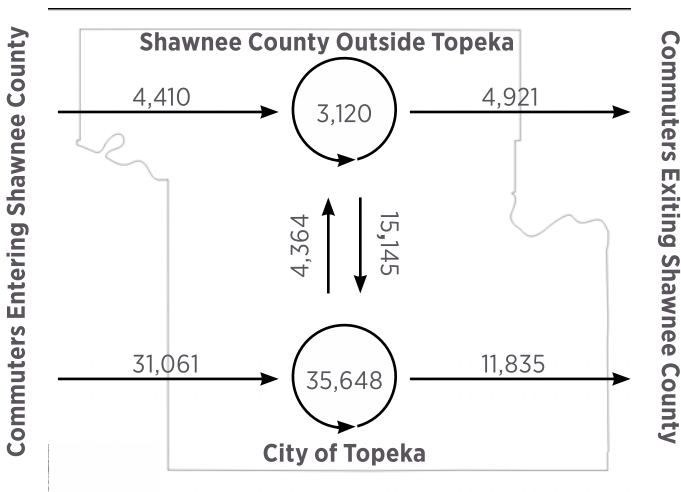 Shawnee County Outside Topeka
Commuters Entering Shawnee County
4,410
3,120
4,921
Commuters Exiting Shawnee County
4,364
15,145
31,061
35,648
11,835
City of Topeka